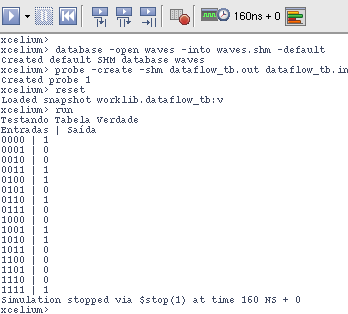 160ns + 0
xcelium>
xcelium> database -open waves -into waves.shm -default
Created default SHM database waves
xcelium> probe -create -shm dataflow_tb.out dataflow_tb.in
Created probe 1
xcelium> reset
Loaded snapshot worklib.dataflow_tb:v
xcelium> run
Testando Tabela Verdade
Entradas | Saida
0000 | 1
0001 | 0
0010 | 0
0011 | 1
0100 | 1
0101 | 0
0110 | 1
0111 | 0
1000 | 0
1001 | 1
1010 | 1
1011 | 0
1100 | 0
1101 | 0
1110 | 0
1111 | 1
Simulation stopped via $stop(1) at time 160 NS + 0
xcelium>